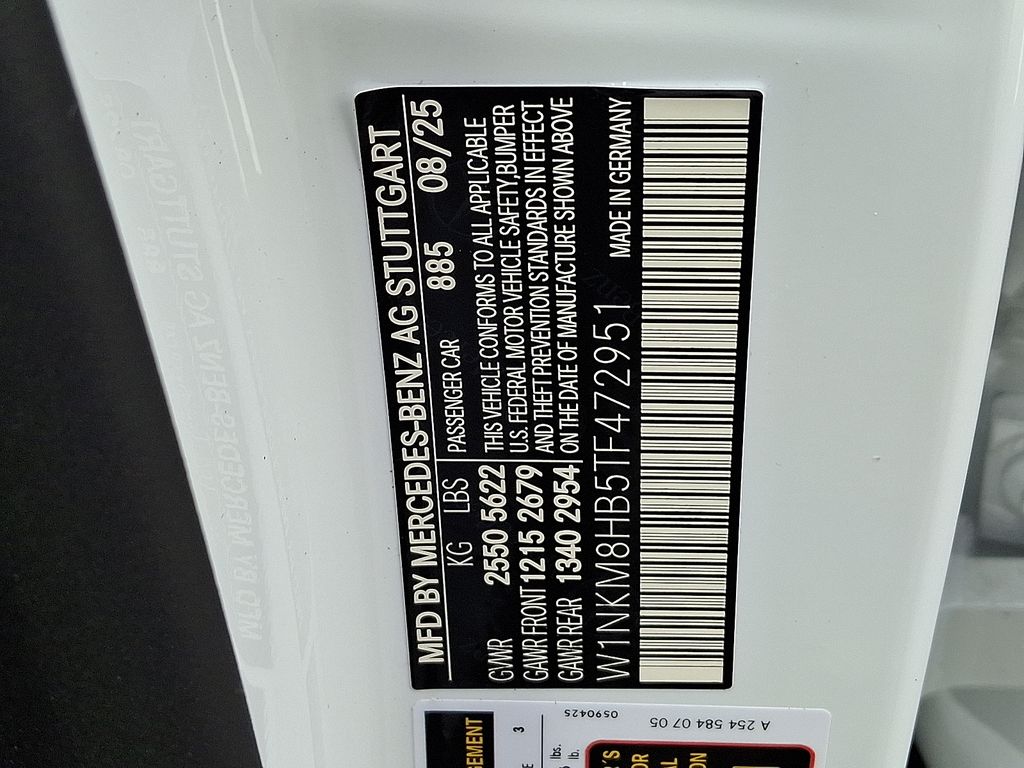 MFD BY MERCEDES-BENZ AG STUTTGART
KG LBS PASSENGER CAR 885 08/25
GVWR 2550 5622
GAWR FRONT 1215 2679
GAWR REAR 1340 2954
THIS VEHICLE CONFORMS TO ALL APPLICABLE
U.S. FEDERAL MOTOR VEHICLE SAFETY,BUMPER
AND THEFT PREVENTION STANDARDS IN EFFECT
ON THE DATE OF MANUFACTURE SHOWN ABOVE
W1NKM8HB5TF472951 MADE IN GERMANY
0590425
A 254 584 07 05
3
lbs.
lb.